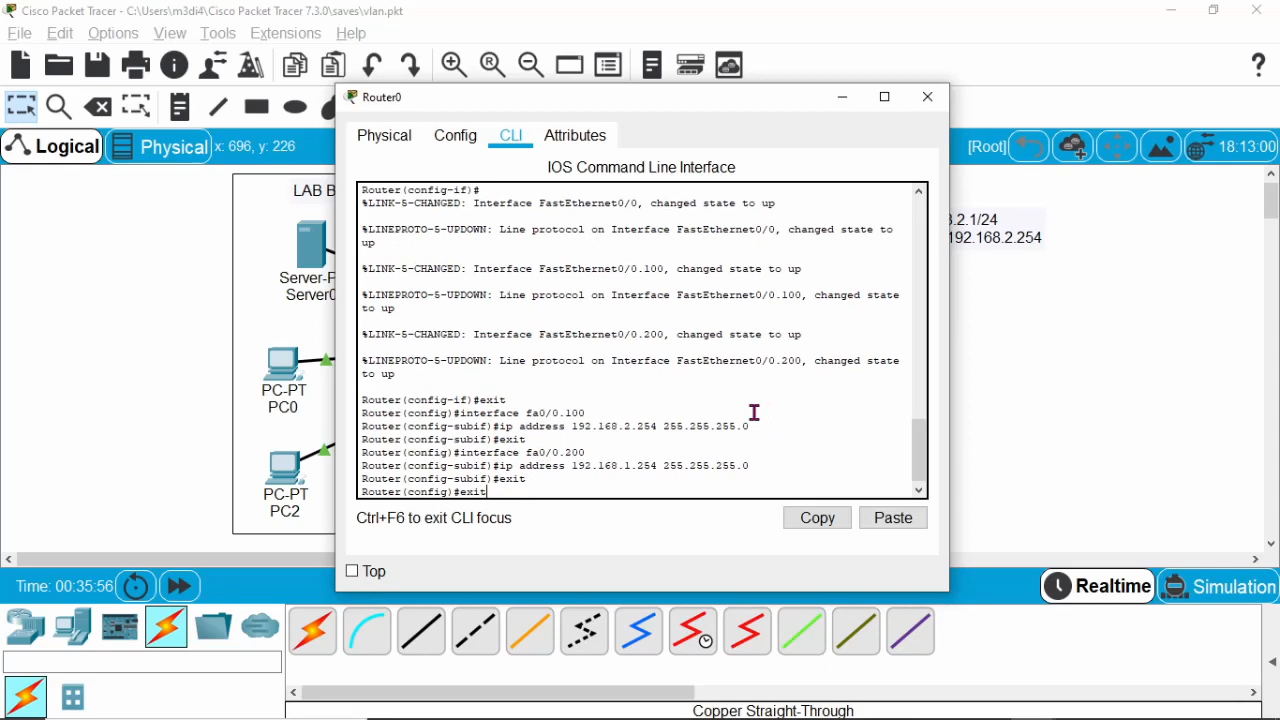 Cisco Packet Tracer - C:\Users\m3di4\Cisco Packet Tracer 7.3.0\saves\vlan.pkt
File Edit Options View Tools Extensions Help
Logical
Physical
x: 696, y: 226
[Root]
18:13:00
Router0
Physical Config CLI Attributes
IOS Command Line Interface
Router(config-if)#
%LINK-5-CHANGED: Interface FastEthernet0/0, changed state to up
%LINEPROTO-5-UPDOWN: Line protocol on Interface FastEthernet0/0, changed state to
up
%LINK-5-CHANGED: Interface FastEthernet0/0.100, changed state to up
%LINEPROTO-5-UPDOWN: Line protocol on Interface FastEthernet0/0.100, changed state
to up
%LINK-5-CHANGED: Interface FastEthernet0/0.200, changed state to up
%LINEPROTO-5-UPDOWN: Line protocol on Interface FastEthernet0/0.200, changed state
to up
Router(config-if)#exit
Router(config)#interface fa0/0.100
Router(config-subif)#ip address 192.168.2.254 255.255.255.0
Router(config-subif)#exit
Router(config)#interface fa0/0.200
Router(config-subif)#ip address 192.168.1.254 255.255.255.0
Router(config-subif)#exit
Router(config)#exit
Ctrl+F6 to exit CLI focus
Copy
Paste
Top
LAB B
Server-P
Server0
PC-PT
PC0
PC-PT
PC2
.2.1/24
192.168.2.254
Time: 00:35:56
Realtime
Simulation
Copper Straight-Through